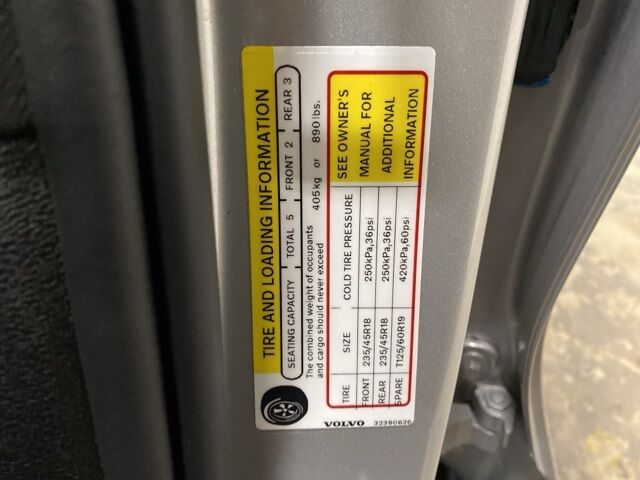 TIRE AND LOADING INFORMATION
SEATING CAPACITY TOTAL 5 FRONT 2 REAR 3
The combined weight of occupants
and cargo should never exceed 405kg or 890lbs.
TIRE SIZE COLD TIRE PRESSURE
FRONT 235/45R18 250kPa,36psi
REAR 235/45R18 250kPa,36psi
SPARE T125/60R19 420kPa,60psi
SEE OWNER'S
MANUAL FOR
ADDITIONAL
INFORMATION
VOLVO 32390626